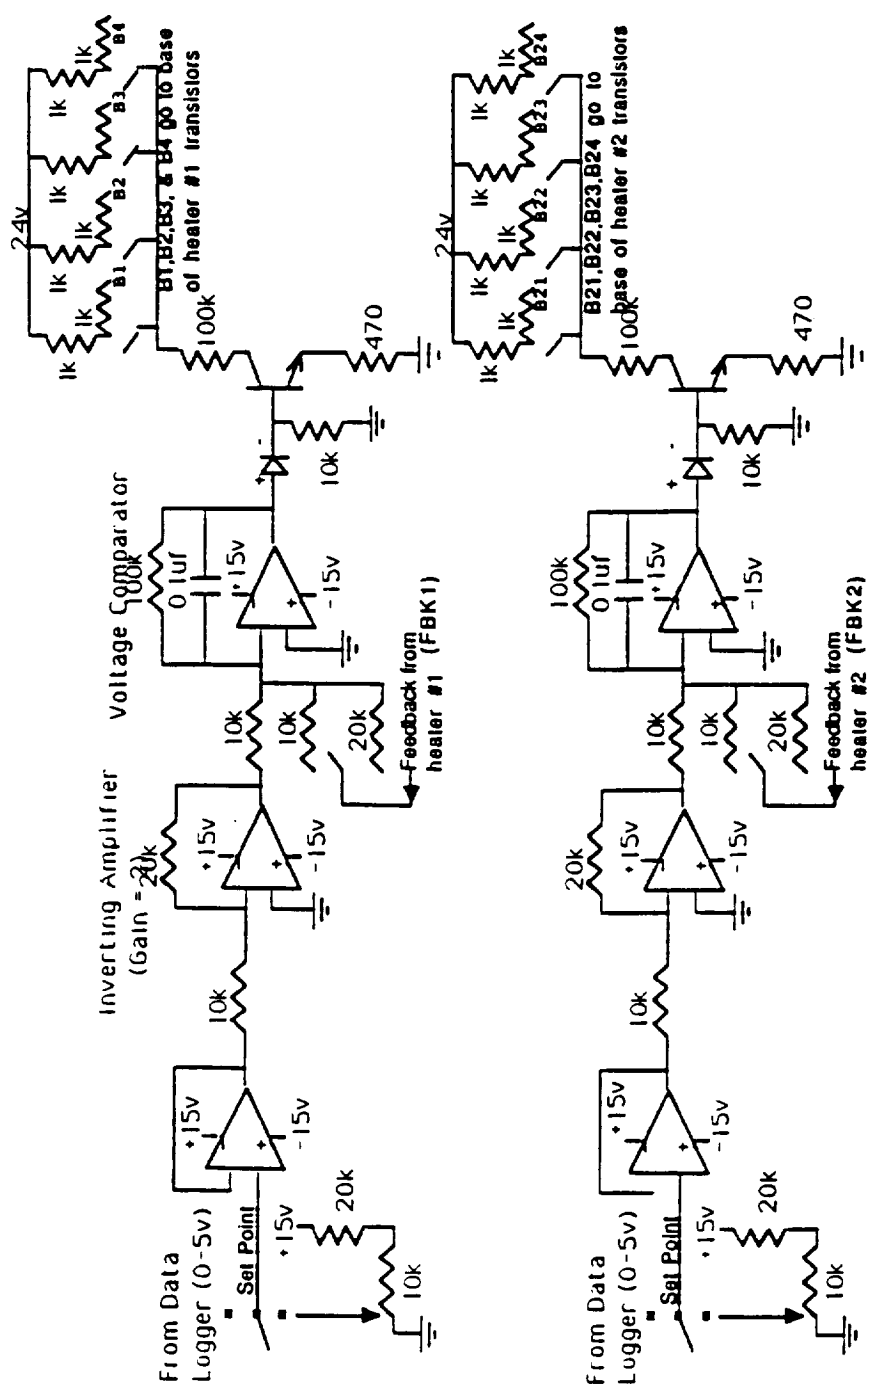 24v
1k
1k
B1
1k
1k
B2
1k
1k
B3
1k
1k
B4
B1,B2,B3, & B4 go to base
of heater #1 transistors
100k
470
10k
Voltage Comparator
100k
0.1uf
+15v
-15v
10k
10k
20k
Feedback from
heater #1 (FBK1)
Inverting Amplifier
(Gain = 2)
20k
+15v
-15v
10k
+15v
-15v
From Data
Logger (0-5v)
Set Point
+15v
20k
10k
24v
1k
1k
B21
1k
1k
B22
1k
1k
B23
1k
1k
B24
B21,B22,B23,B24 go to
base of heater #2 transistors
100k
470
10k
100k
0.1uf
+15v
-15v
10k
10k
20k
Feedback from
heater #2 (FBK2)
20k
+15v
-15v
10k
+15v
-15v
From Data
Logger (0-5v)
Set Point
+15v
20k
10k